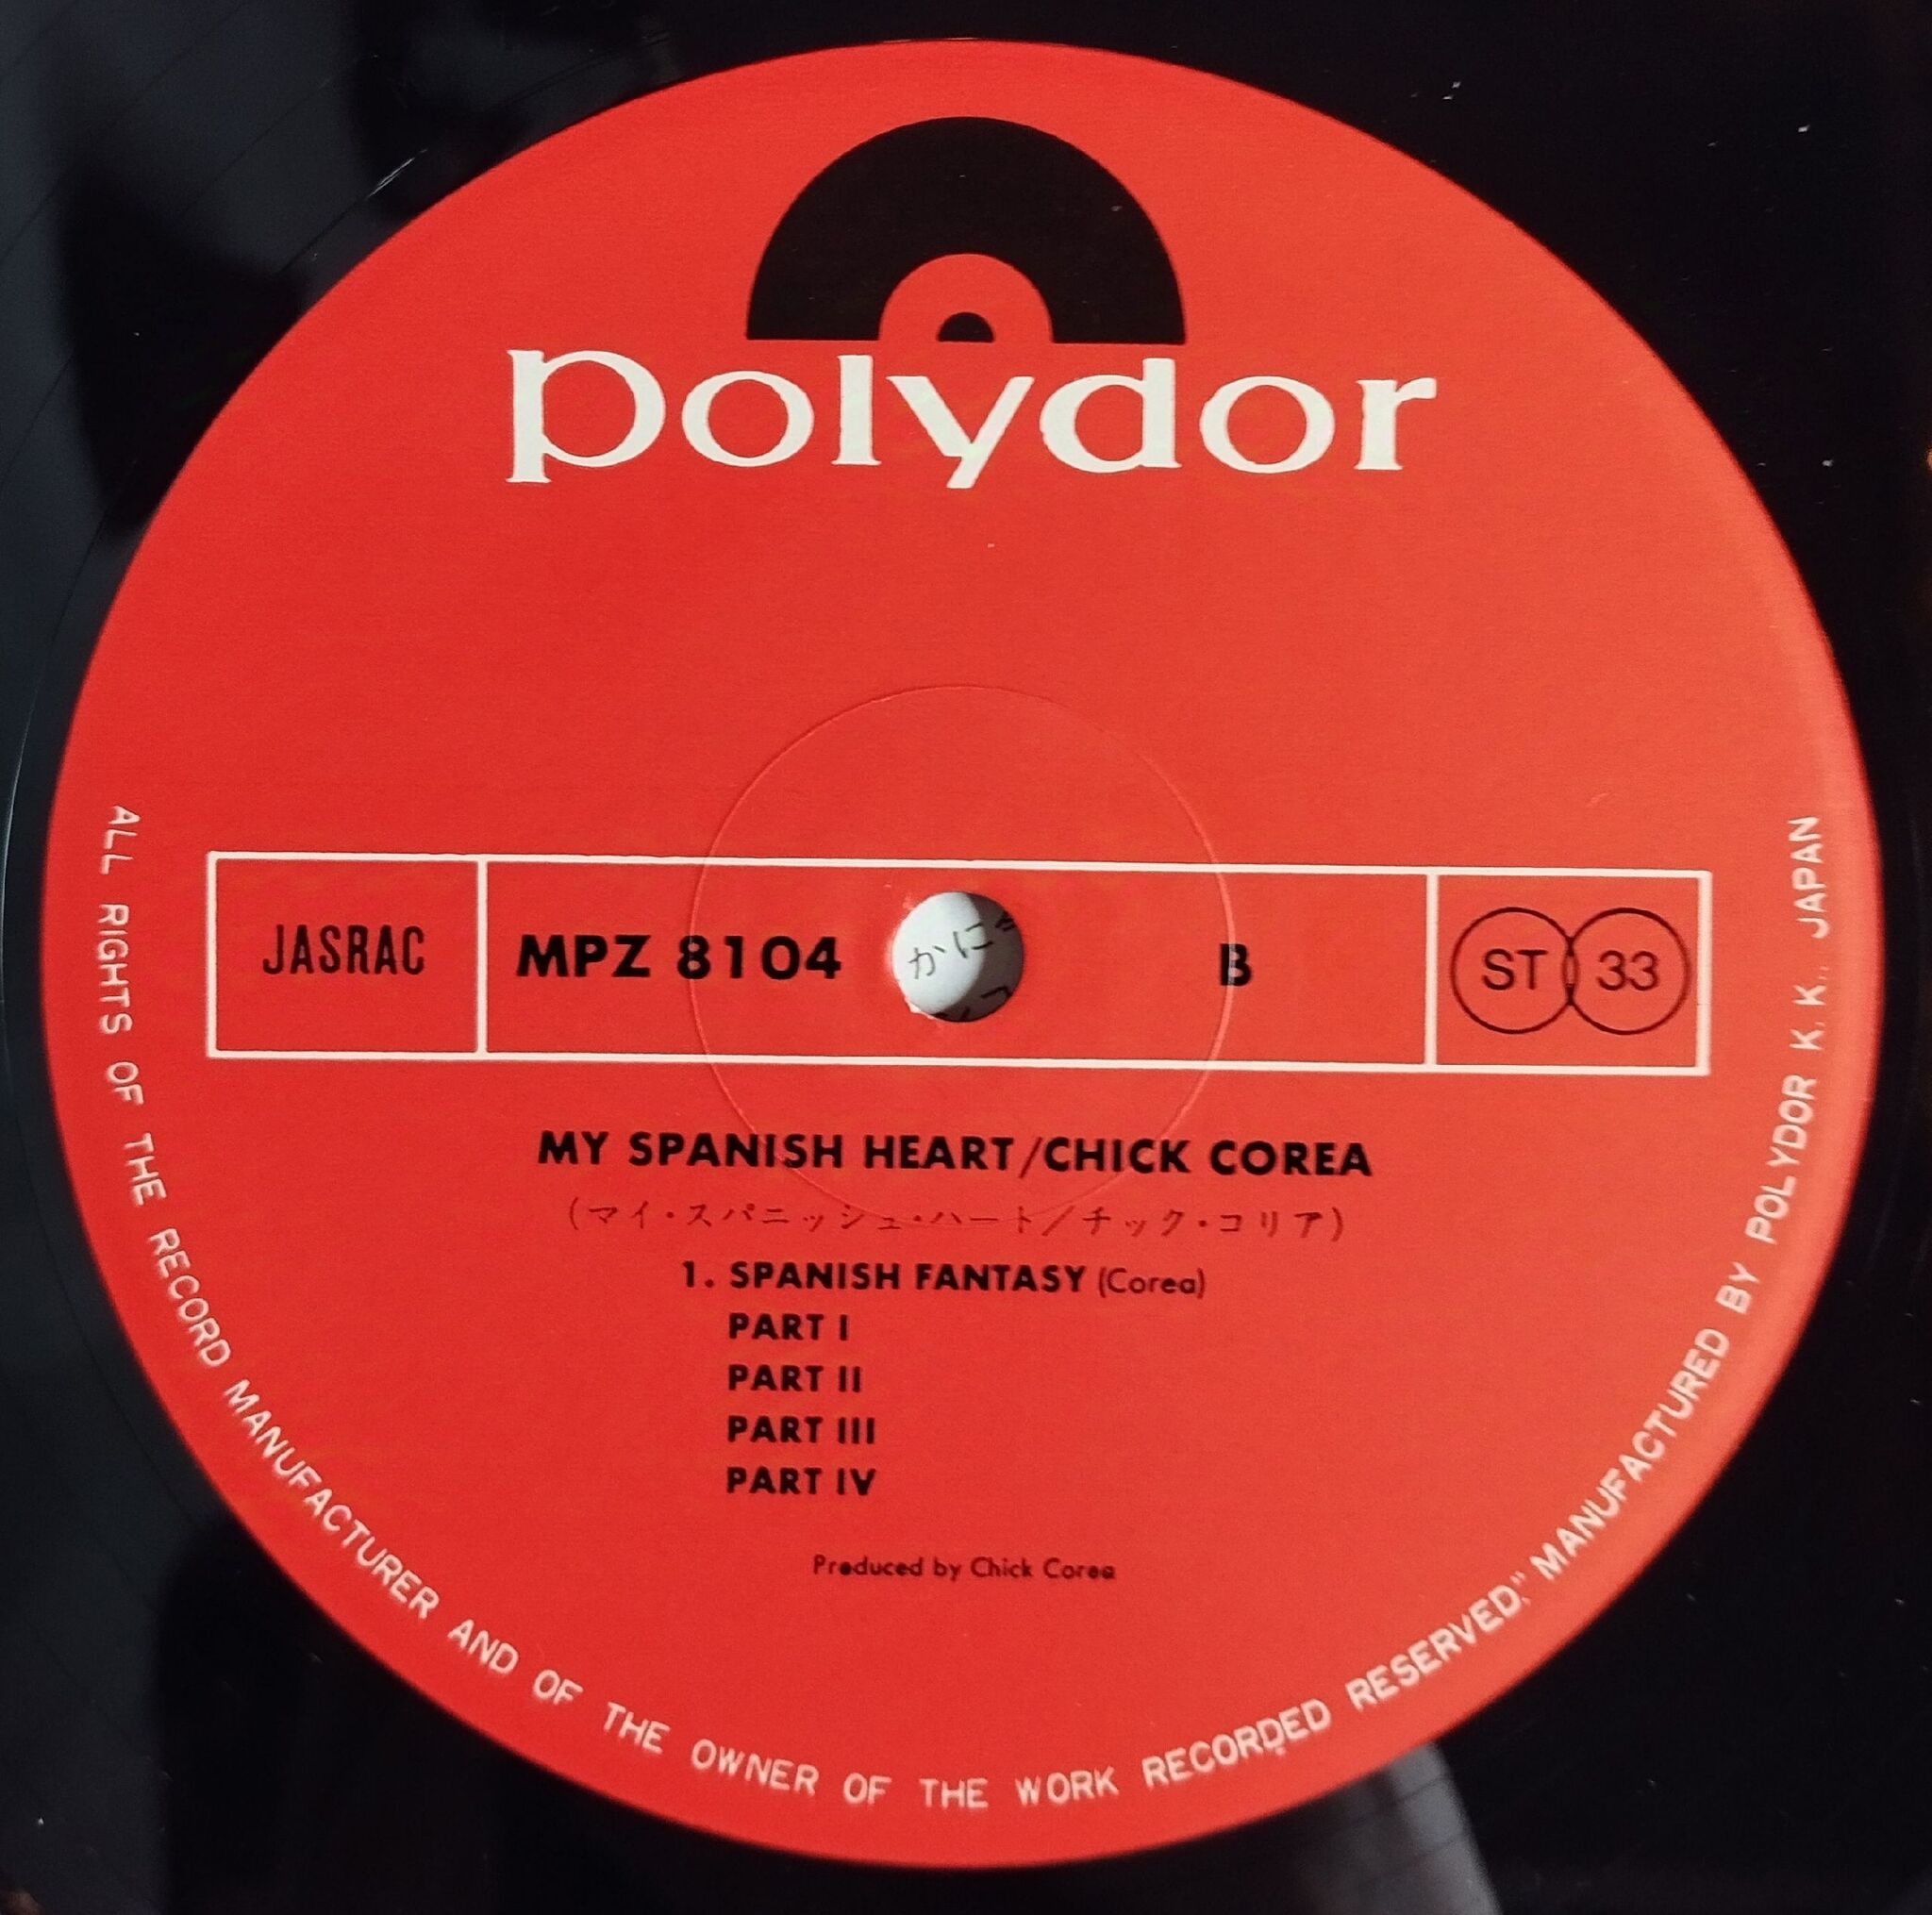 polydor
JASRAC
MPZ 8104
かに
B
ST 33
MY SPANISH HEART/CHICK COREA
(マイ・スパニッシュ・ハート/チック・コリア)
1. SPANISH FANTASY (Corea)
PART I
PART II
PART III
PART IV
Produced by Chick Corea
ALL RIGHTS OF THE RECORD MANUFACTURER AND OF THE OWNER OF THE WORK RECORDED RESERVED," MANUFACTURED BY POLYDOR K. K., JAPAN